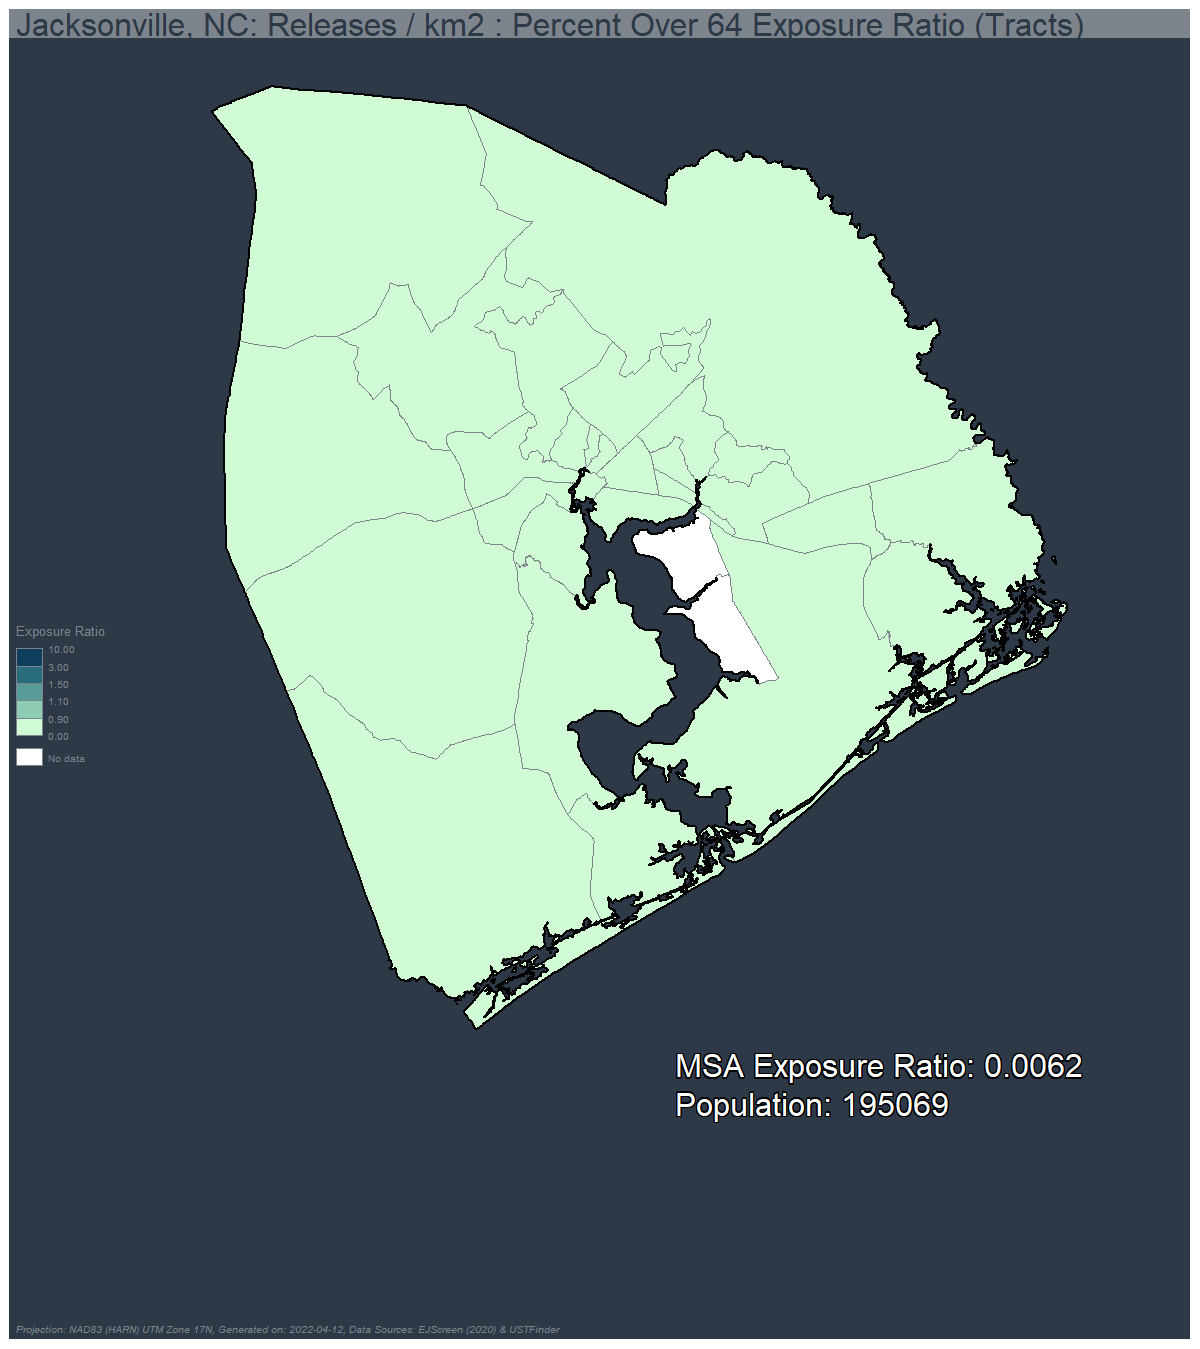 Jacksonville, NC: Releases / km2 : Percent Over 64 Exposure Ratio (Tracts)
Exposure Ratio
10.00
3.00
1.50
1.10
0.90
0.00
No data
MSA Exposure Ratio: 0.0062
Population: 195069
Projection: NAD83 (HARN) UTM Zone 17N, Generated on: 2022-04-12, Data Sources: EJScreen (2020) & USTFinder